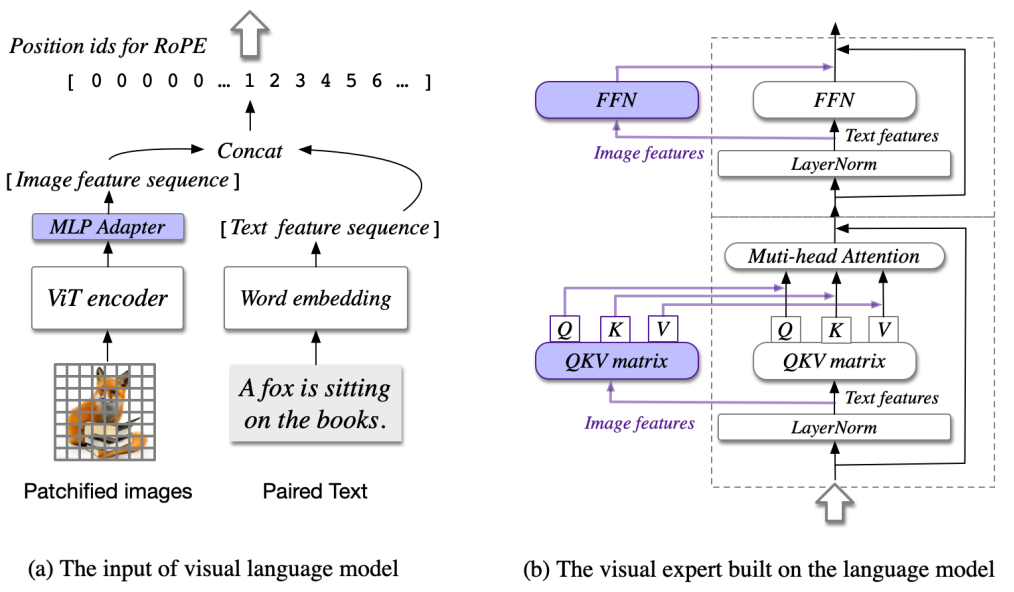 Position ids for RoPE
[ 0 0 0 0 0 ... 1 2 3 4 5 6 ... ]
Concat
[Image feature sequence]
MLP Adapter
[Text feature sequence]
ViT encoder
Word embedding
A fox is sitting
on the books.
Patchified images
Paired Text
(a) The input of visual language model
FFN
FFN
Text features
Image features
LayerNorm
Muti-head Attention
Q
K
V
Q
K
V
QKV matrix
QKV matrix
Text features
Image features
LayerNorm
(b) The visual expert built on the language model